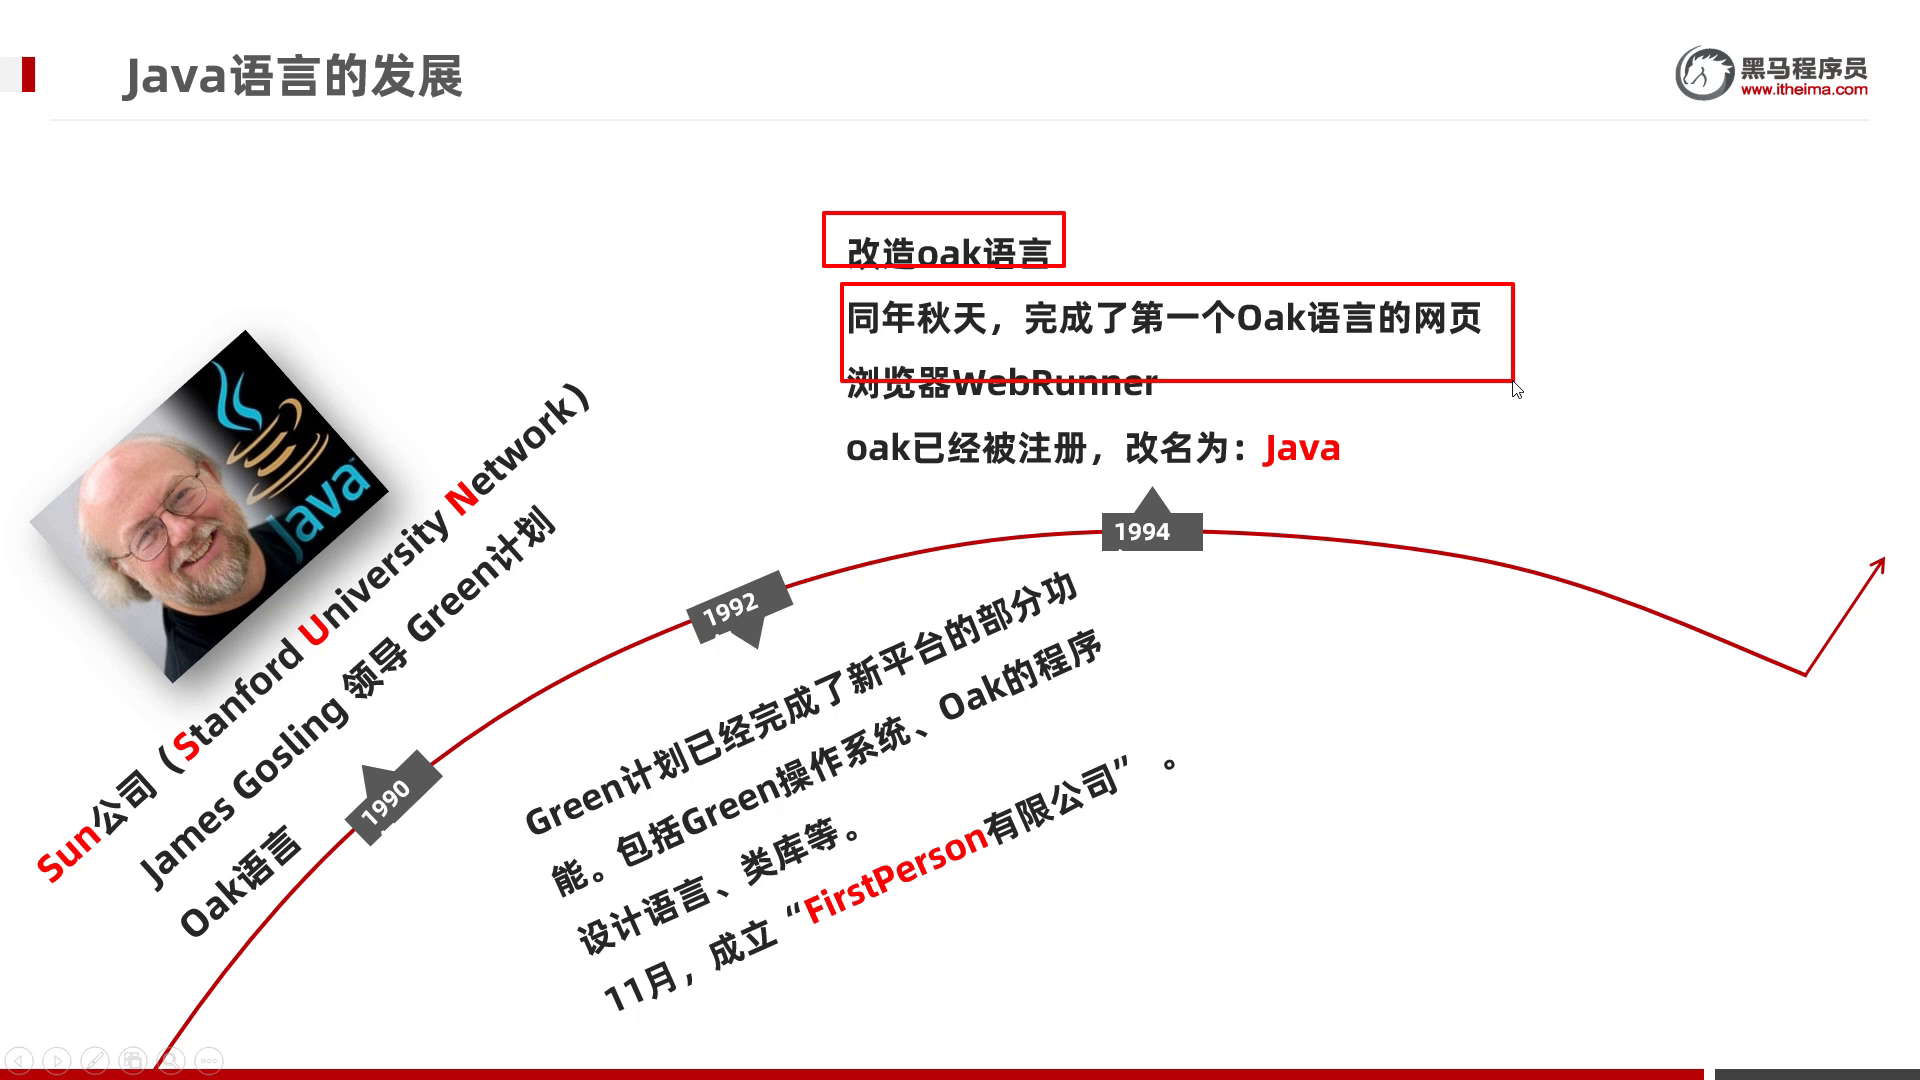 Java语言的发展
黑马程序员
www.itheima.com
改造oak语言
同年秋天，完成了第一个Oak语言的网页
浏览器WebRunner
oak已经被注册，改名为：Java
Java
Sun公司（Stanford University Network）
James Gosling 领导 Green计划
Oak语言
1990
1992
1994
Green计划已经完成了新平台的部分功
能。包括Green操作系统、Oak的程序
设计语言、类库等。
11月，成立“FirstPerson有限公司” 。